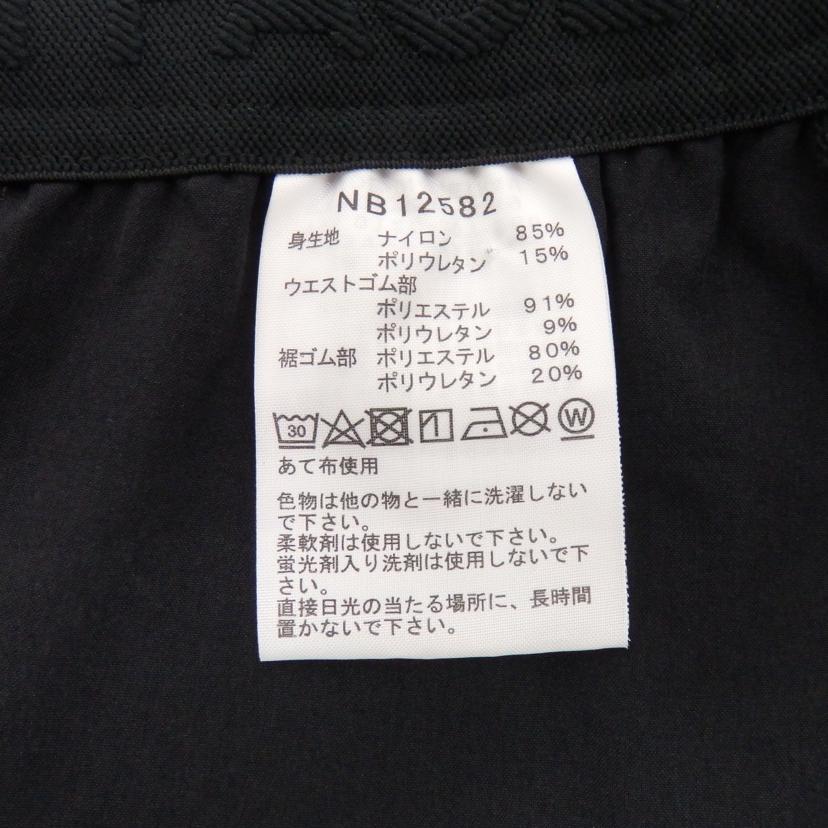 NB12582
身生地 ナイロン 85%
ポリウレタン 15%
ウエストゴム部
ポリエステル 91%
ポリウレタン 9%
裾ゴム部 ポリエステル 80%
ポリウレタン 20%
30 W
あて布使用
色物は他の物と一緒に洗濯しない
で下さい。
柔軟剤は使用しないで下さい。
蛍光剤入り洗剤は使用しないで下
さい。
直接日光の当たる場所に、長時間
置かないで下さい。